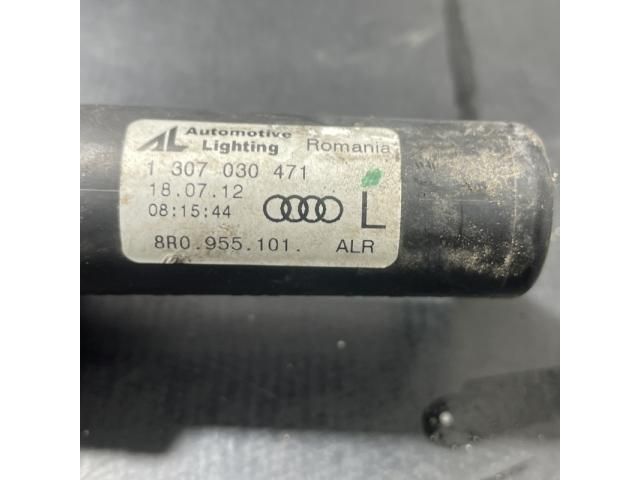 AL Automotive Lighting Romania
1 307 030 471
18.07.12
08:15:44 L
8R0.955.101. ALR